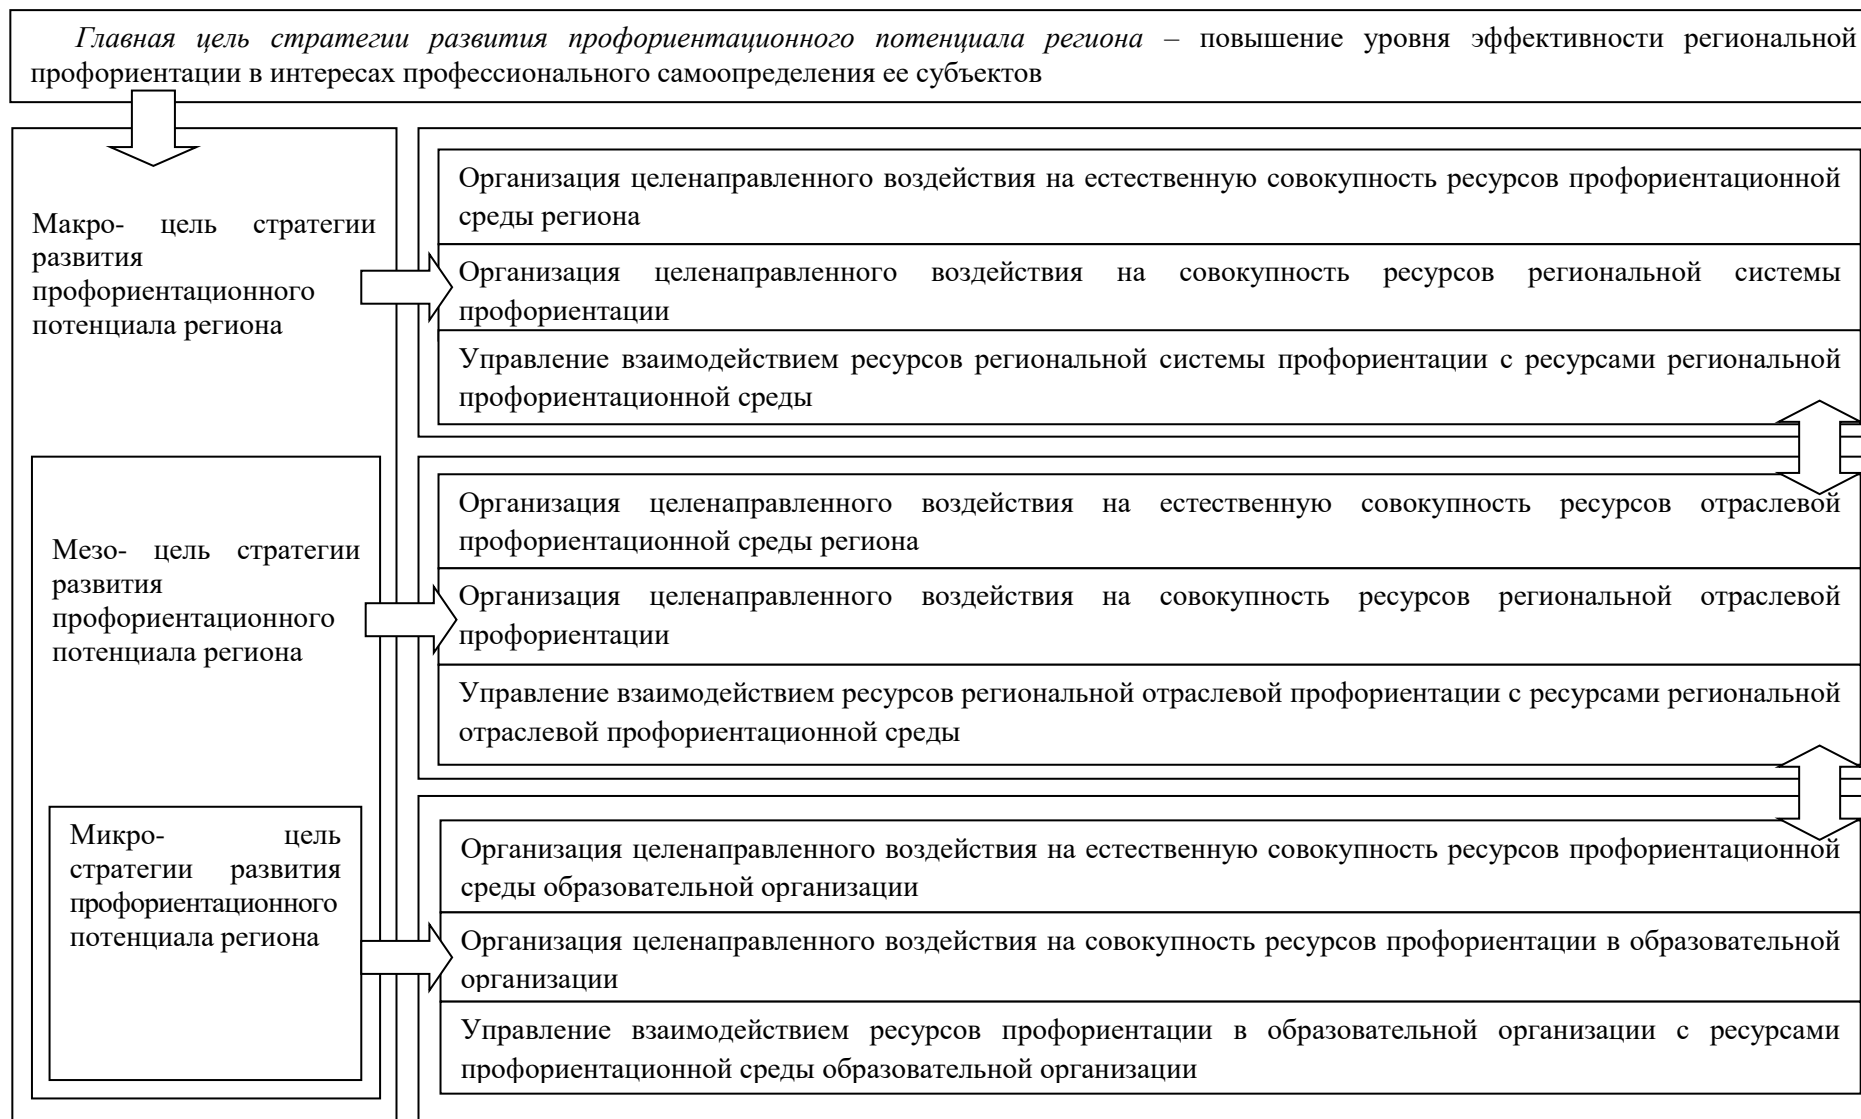 Главная цель стратегии развития профориентационного потенциала региона – повышение уровня эффективности региональной
профориентации в интересах профессионального самоопределения ее субъектов
Макро- цель стратегии
развития
профориентационного
потенциала региона
Организация целенаправленного воздействия на естественную совокупность ресурсов профориентационной
среды региона
Организация целенаправленного воздействия на совокупность ресурсов региональной системы
профориентации
Управление взаимодействием ресурсов региональной системы профориентации с ресурсами региональной
профориентационной среды
Мезо- цель стратегии
развития
профориентационного
потенциала региона
Организация целенаправленного воздействия на естественную совокупность ресурсов отраслевой
профориентационной среды региона
Организация целенаправленного воздействия на совокупность ресурсов региональной отраслевой
профориентации
Управление взаимодействием ресурсов региональной отраслевой профориентации с ресурсами региональной
отраслевой профориентационной среды
Микро- цель
стратегии развития
профориентационного
потенциала региона
Организация целенаправленного воздействия на естественную совокупность ресурсов профориентационной
среды образовательной организации
Организация целенаправленного воздействия на совокупность ресурсов профориентации в образовательной
организации
Управление взаимодействием ресурсов профориентации в образовательной организации с ресурсами
профориентационной среды образовательной организации